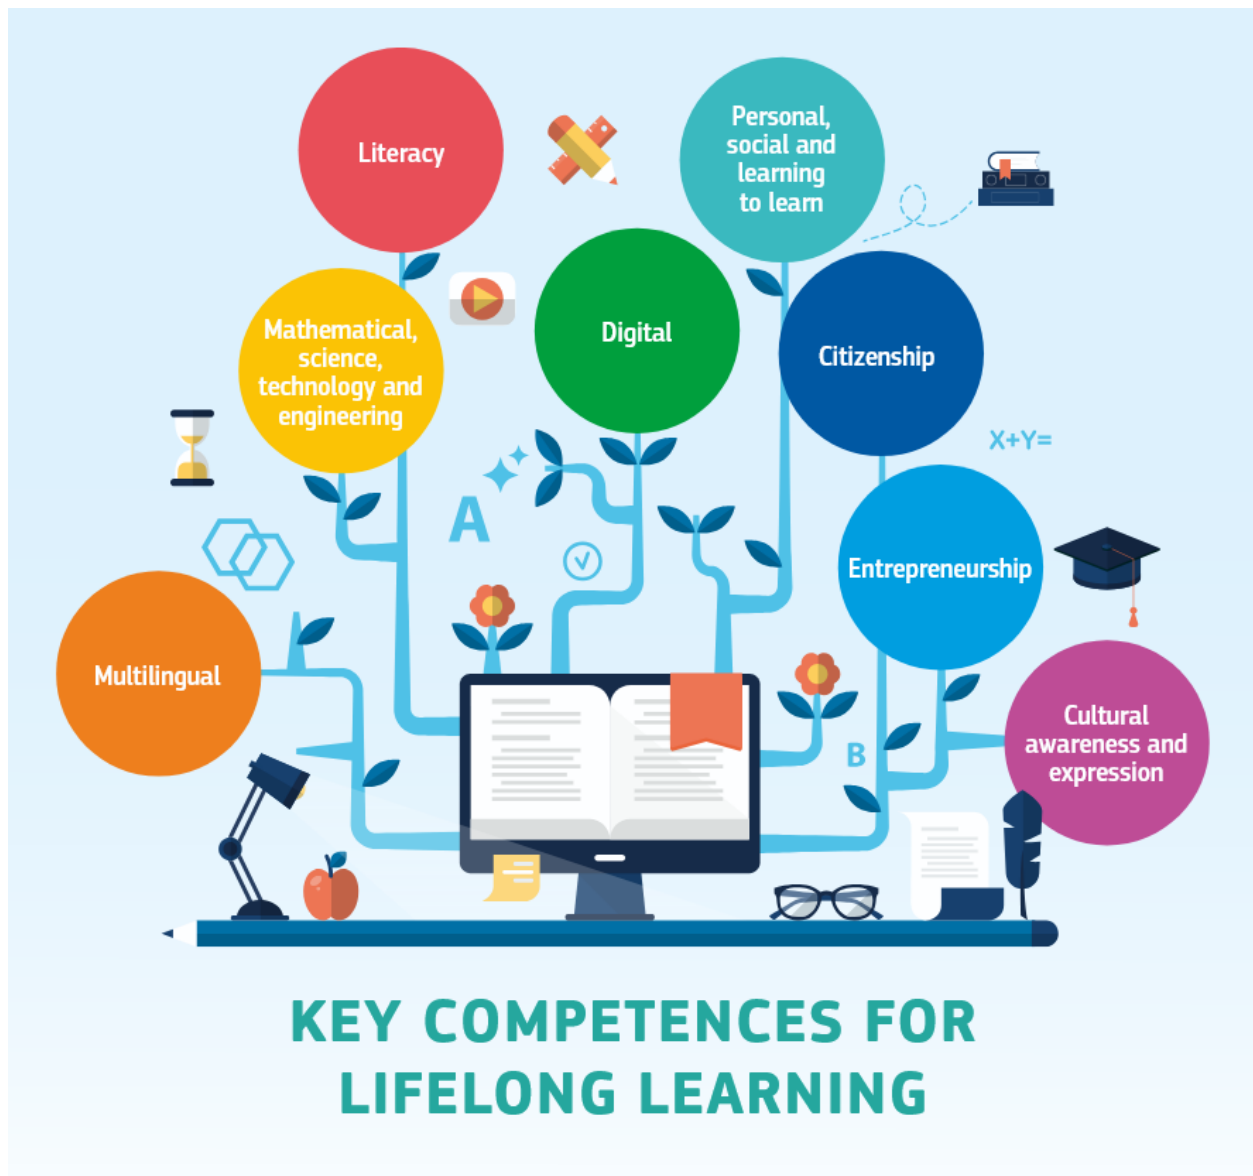 Literacy
Personal,
social and
learning
to learn
Mathematical,
science,
technology and
engineering
Digital
Citizenship
X+Y=
A
Entrepreneurship
Multilingual
Cultural
awareness and
expression
B
KEY COMPETENCES FOR
LIFELONG LEARNING